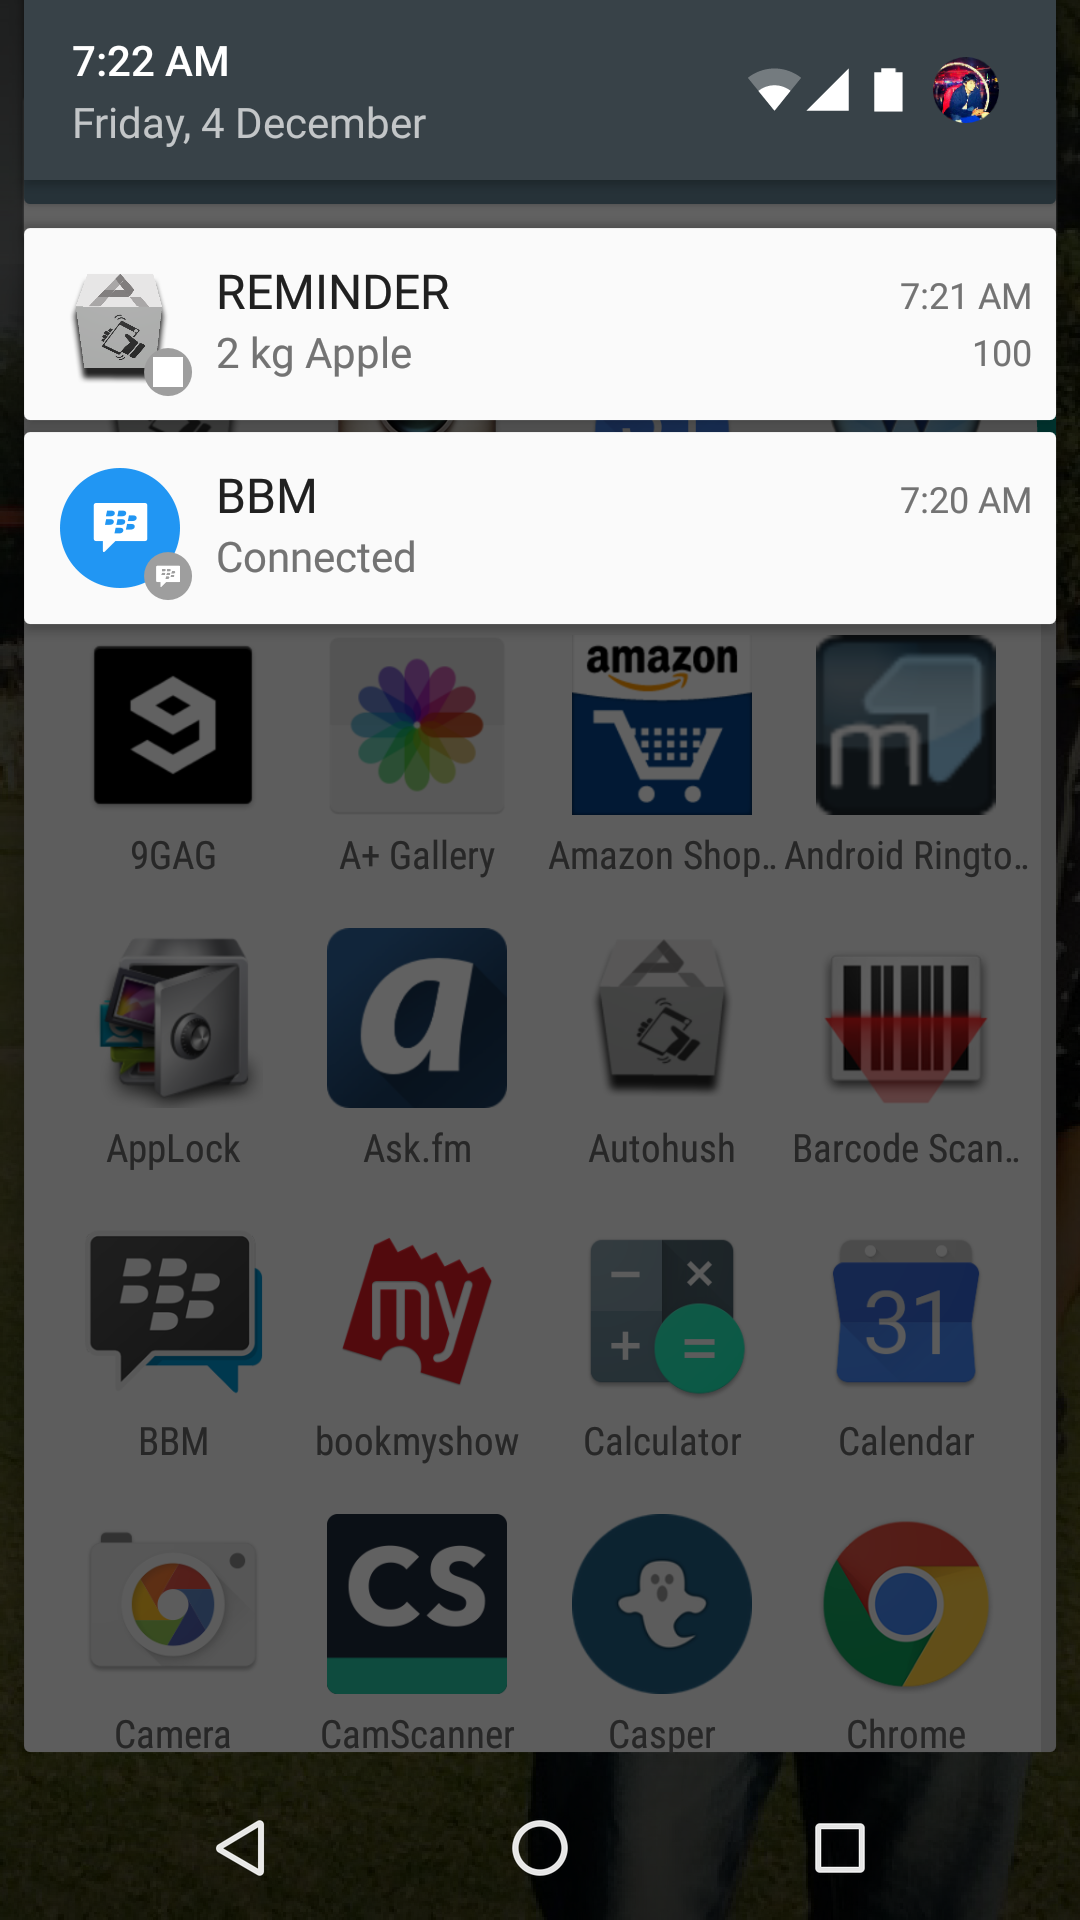 7:22 AM
Friday, 4 December
REMINDER
7:21 AM
2 kg Apple
100
BBM
7:20 AM
Connected
amazon
m
9GAG
A+ Gallery
Amazon Shop..
Android Ringto..
a
AppLock
Ask.fm
Autohush
Barcode Scan..
my
31
BBM
bookmyshow
Calculator
Calendar
CS
Camera
CamScanner
Casper
Chrome